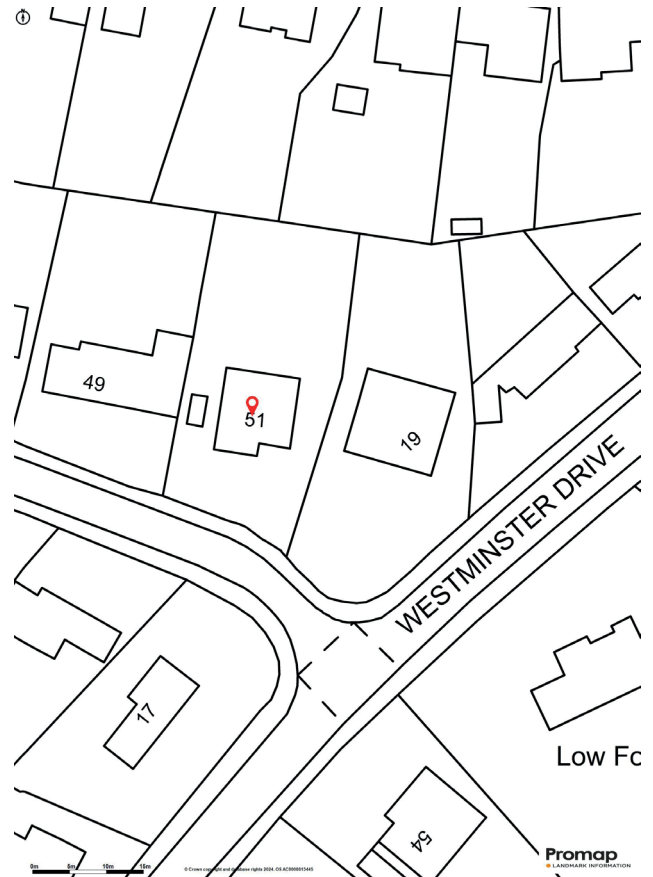 49
51
19
WESTMINSTER DRIVE
17
Low Fo
54
Promap
LANDMARK INFORMATION
0m 5m 10m 15m
© Crown copyright and database rights 2024. OS AC0000813445